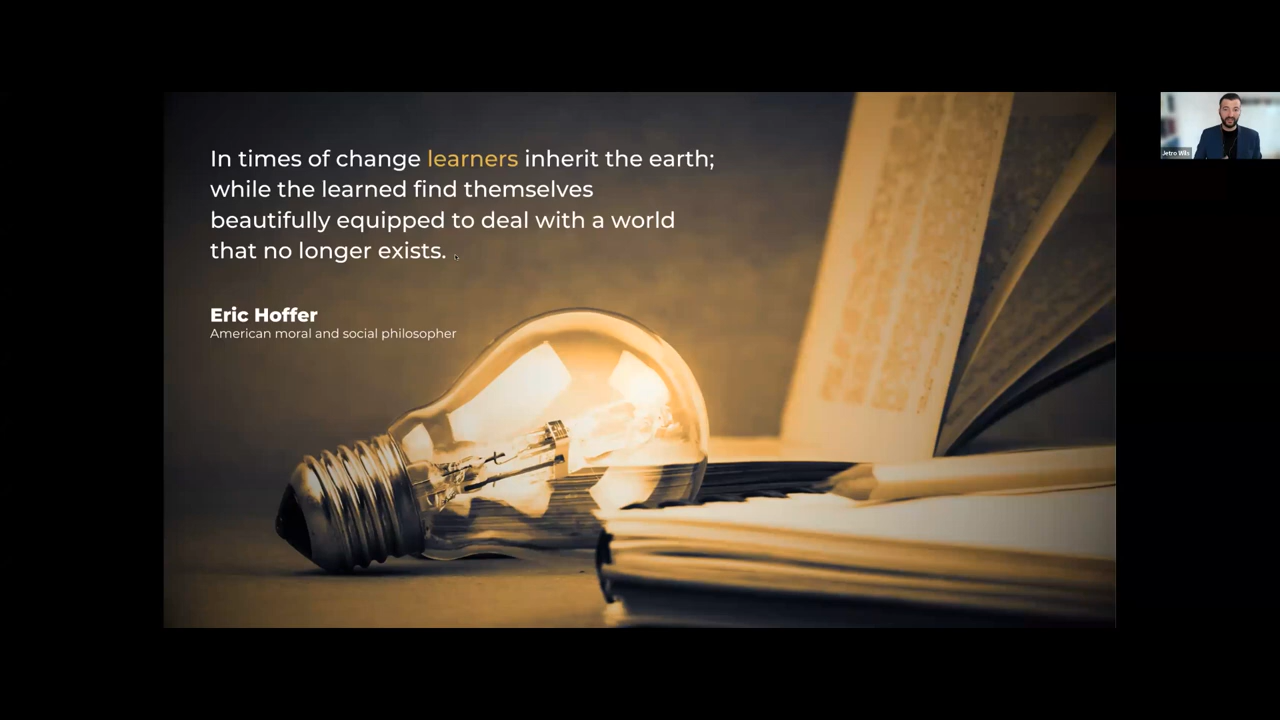 In times of change learners inherit the earth;
while the learned find themselves
beautifully equipped to deal with a world
that no longer exists.
Eric Hoffer
American moral and social philosopher
Jetro Wils